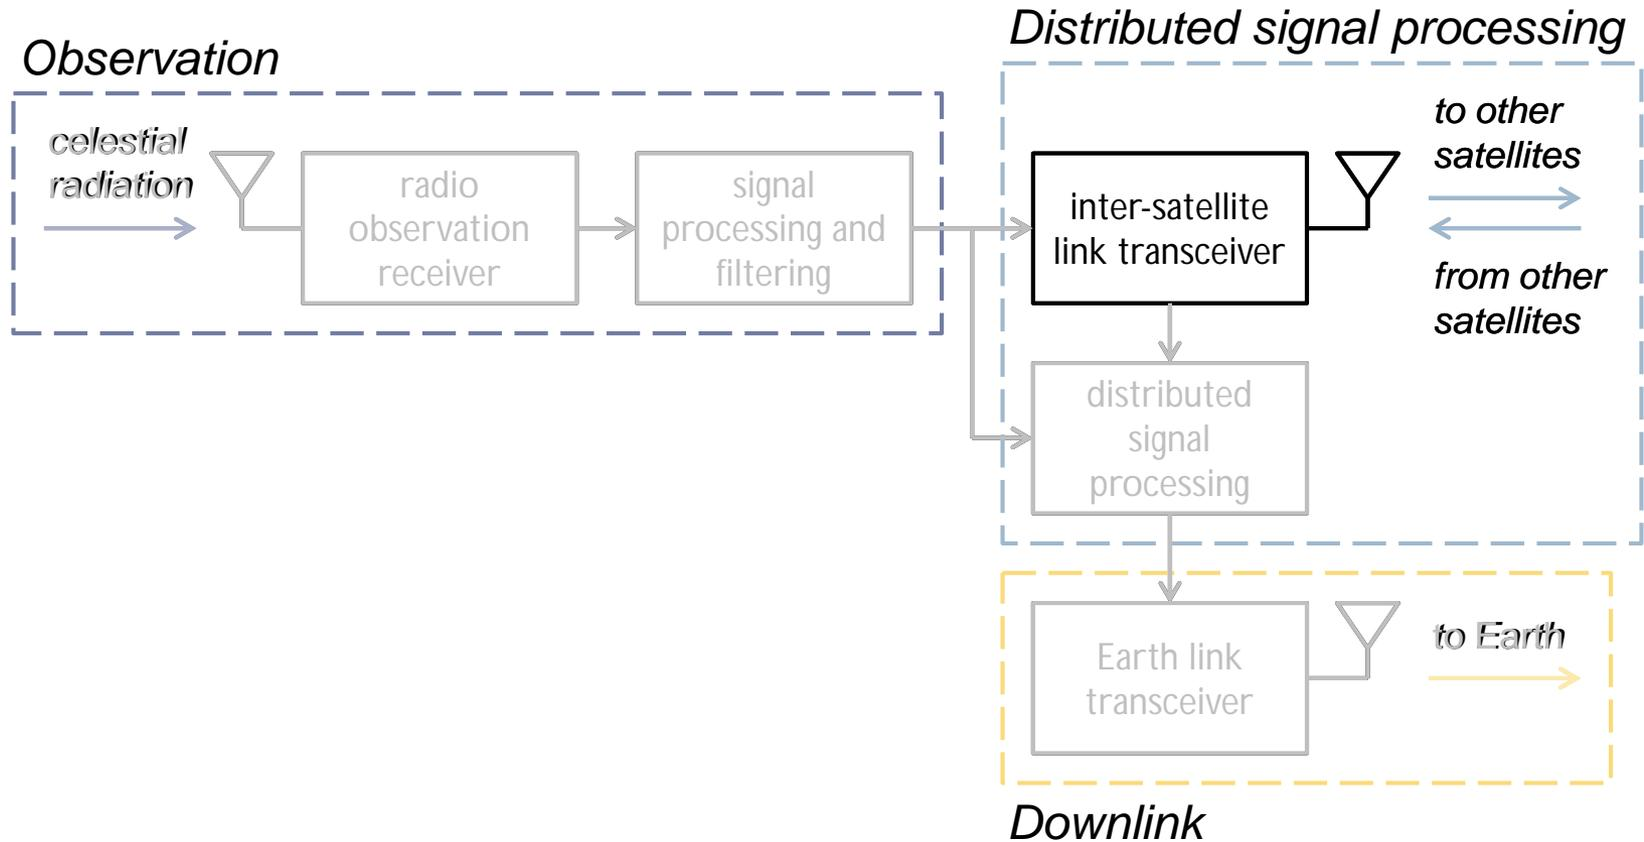 Observation
celestial
radiation
radio
observation
receiver
signal
processing and
filtering
Distributed signal processing
inter-satellite
link transceiver
to other
satellites
from other
satellites
distributed
signal
processing
Earth link
transceiver
to Earth
Downlink